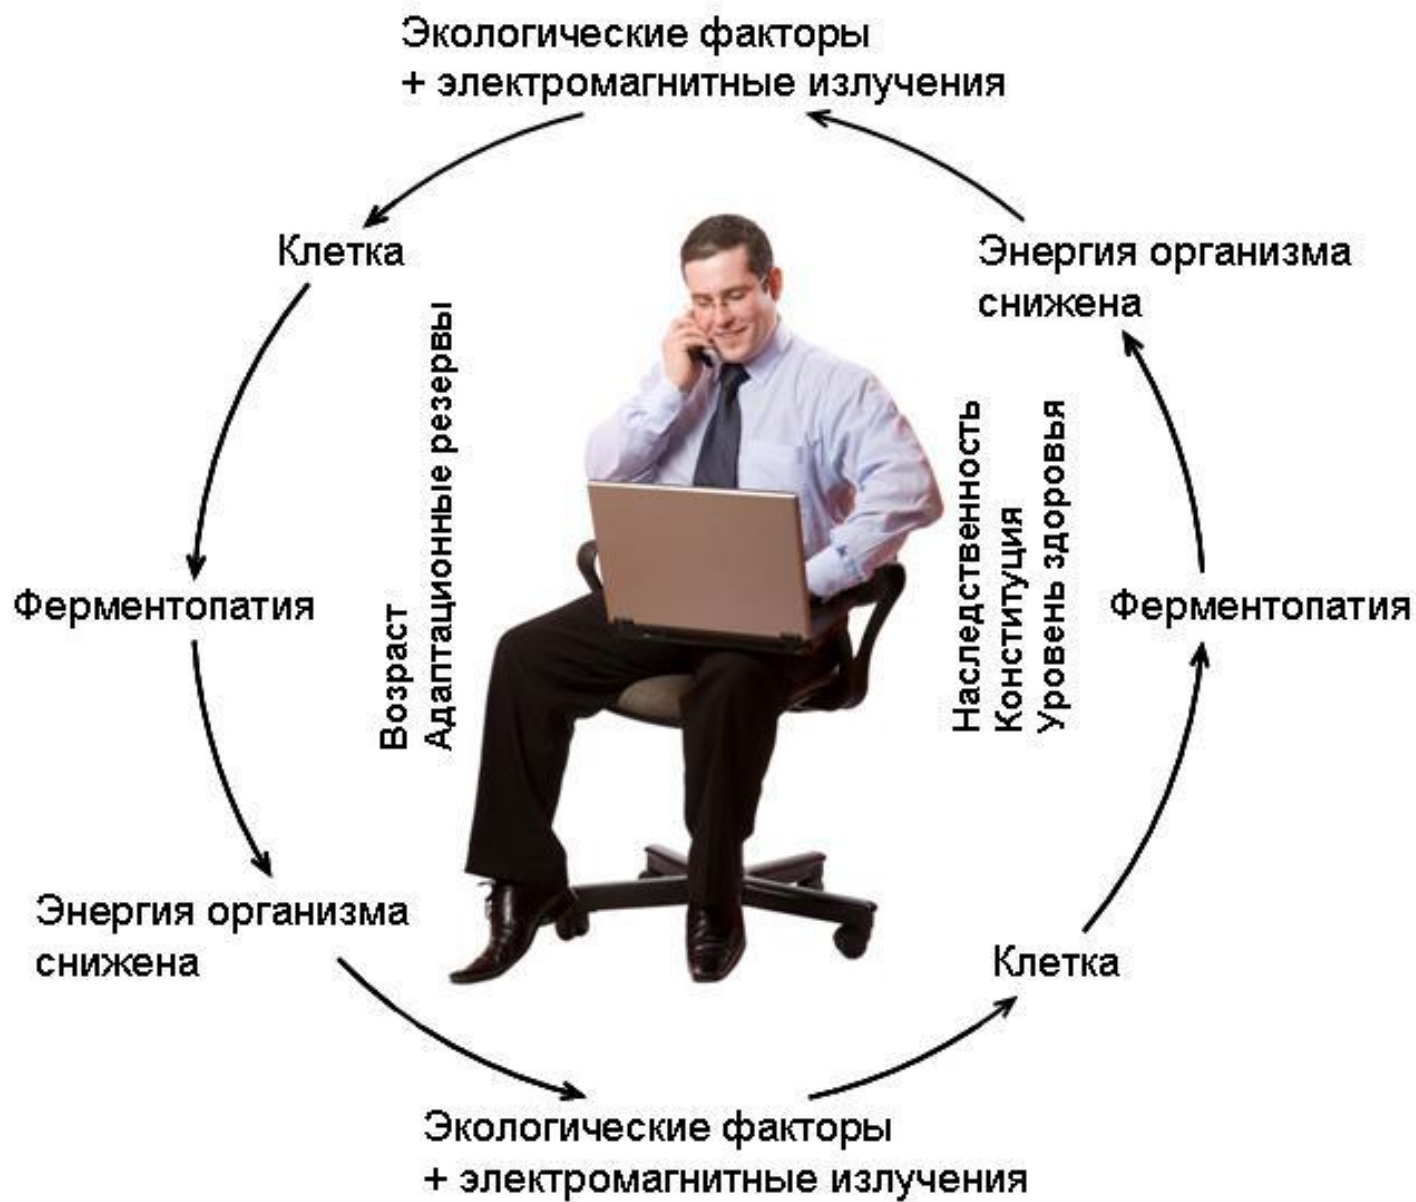 Экологические факторы
+ электромагнитные излучения
Клетка
Энергия организма
снижена
Возраст
Адаптационные резервы
Наследственность
Конституция
Уровень здоровья
Ферментопатия
Ферментопатия
Энергия организма
снижена
Клетка
Экологические факторы
+ электромагнитные излучения